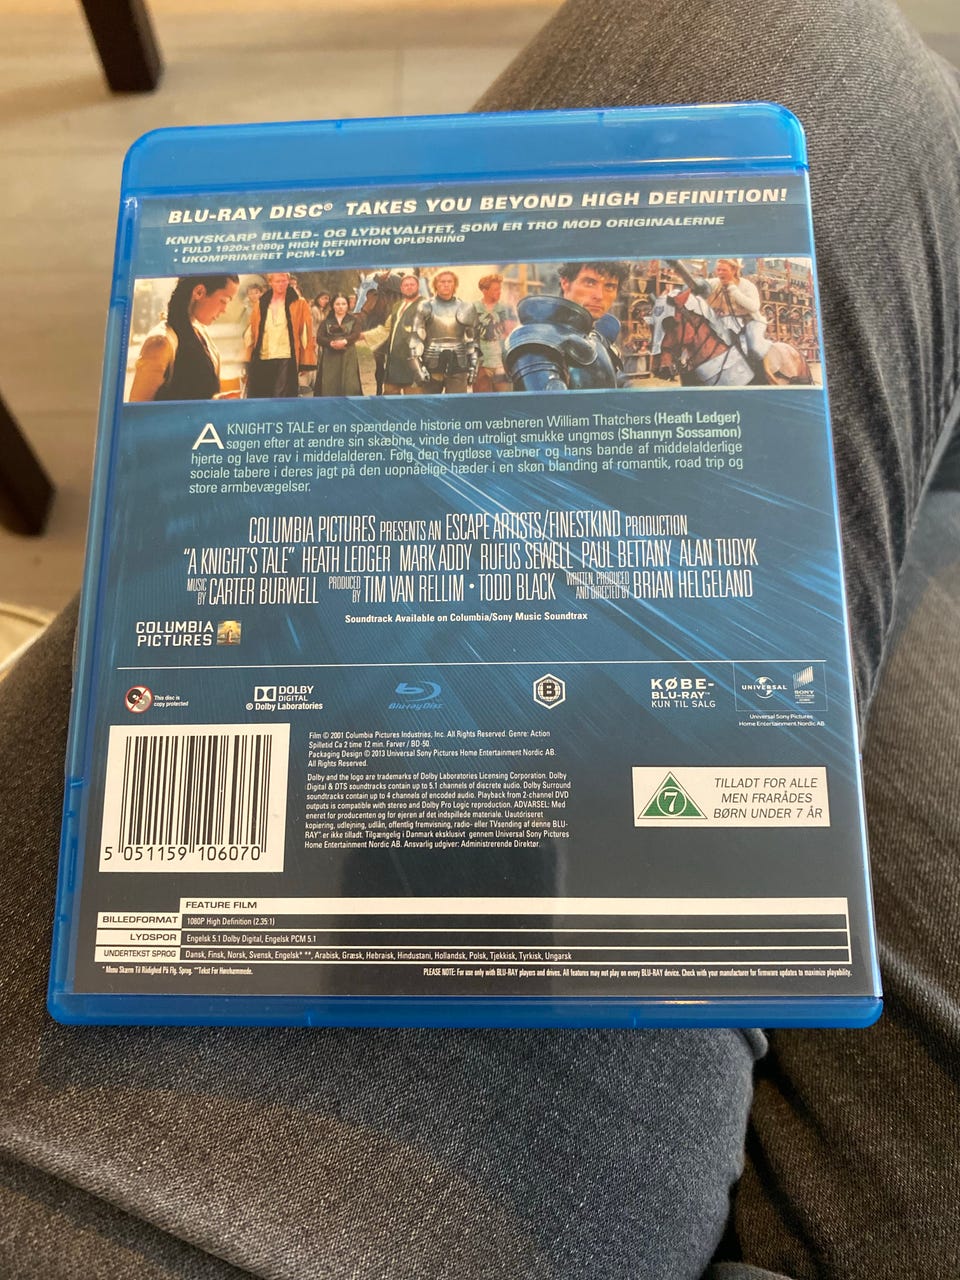 BLU-RAY DISC® TAKES YOU BEYOND HIGH DEFINITION!
KNIVSKARP BILLED- OG LYDKVALITET, SOM ER TRO MOD ORIGINALERNE
• FULD 1920x1080p HIGH DEFINITION OPLØSNING
• UKOMPRIMERET PCM-LYD
A KNIGHT'S TALE er en spændende historie om væbneren William Thatchers (Heath Ledger)
søgen efter at ændre sin skæbne, vinde den utroligt smukke ungmøs (Shannyn Sossamon)
hjerte og lave rav i middelalderen. Følg den frygtløse væbner og hans bande af middelalderlige
sociale tabere i deres jagt på den uopnåelige hæder i en skøn blanding af romantik, road trip og
store armbevægelser.
COLUMBIA PICTURES PRESENTS AN ESCAPE ARTISTS/FINESTKIND PRODUCTION
"A KNIGHT'S TALE" HEATH LEDGER MARK ADDY RUFUS SEWELL PAUL BETTANY ALAN TUDYK
MUSIC BY CARTER BURWELL PRODUCED BY TIM VAN RELLIM • TODD BLACK WRITTEN, PRODUCED AND DIRECTED BY BRIAN HELGELAND
Soundtrack Available on Columbia/Sony Music Soundtrax
COLUMBIA
PICTURES
This disc is
copy protected
DOLBY
DIGITAL
® Dolby Laboratories
Blu-ray Disc
B
KØBE-
BLU-RAY™
KUN TIL SALG
UNIVERSAL
SONY
Universal Sony Pictures
Home Entertainment Nordic AB
Film © 2001 Columbia Pictures Industries, Inc. All Rights Reserved. Genre: Action
Spilletid Ca 2 time 12 min. Farver / BD-50.
Packaging Design © 2013 Universal Sony Pictures Home Entertainment Nordic AB.
All Rights Reserved.
Dolby and the logo are trademarks of Dolby Laboratories Licensing Corporation. Dolby
Digital & DTS soundtracks contain up to 5.1 channels of discrete audio. Dolby Surround
soundtracks contain up to 4 channels of encoded audio. Playback from 2-channel DVD
outputs is compatible with stereo and Dolby Pro Logic reproduction. ADVARSEL: Med
eneret for producenten og for ejeren af det indspillede materiale. Uautoriseret
kopiering, udlejning, udlån, offentlig fremvisning, radio- eller TVsending af denne BLU-
RAY™ er ikke tilladt. Tilgængelig i Danmark eksklusivt gennem Universal Sony Pictures
Home Entertainment Nordic AB. Ansvarlig udgiver: Administrerende Direktør.
5 051159 106070
7
TILLADT FOR ALLE
MEN FRARÅDES
BØRN UNDER 7 ÅR
FEATURE FILM
BILLEDFORMAT 1080P High Definition (2.35:1)
LYDSPOR Engelsk 5.1 Dolby Digital, Engelsk PCM 5.1
UNDERTEKST SPROG Dansk, Finsk, Norsk, Svensk, Engelsk* **, Arabisk, Græsk, Hebraisk, Hindustani, Hollandsk, Polsk, Tjekkisk, Tyrkisk, Ungarsk
* Menu Skærm Til Rådighed På Flg. Sprog. **Tekst For Hørehæmmede. PLEASE NOTE: For use only with BLU-RAY players and drives. All features may not play on every BLU-RAY device. Check with your manufacturer for firmware updates to maximize playability.